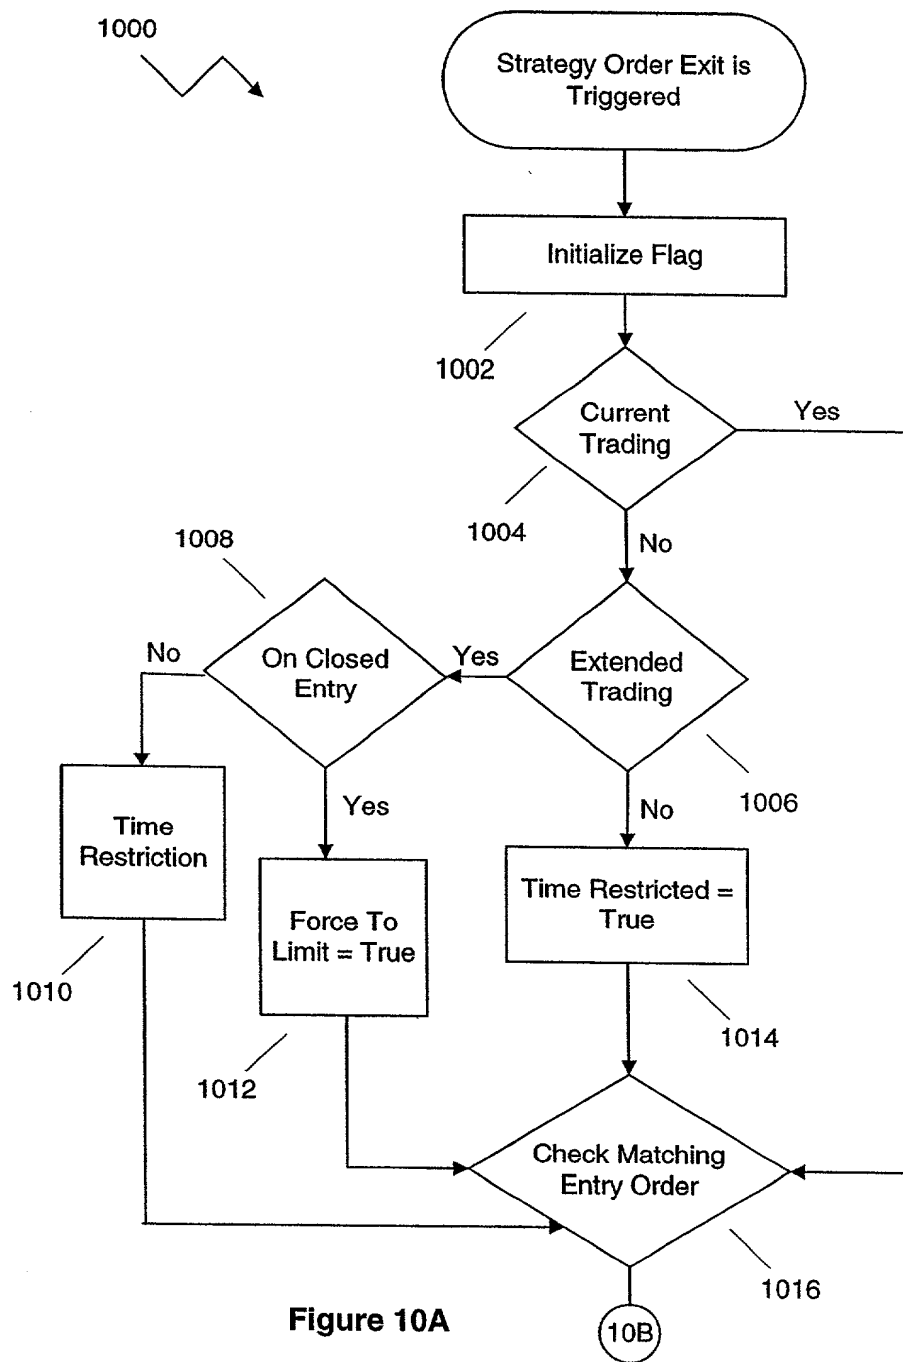 1000
Strategy Order Exit is
Triggered
Initialize Flag
1002
Current
Trading
Yes
1004
No
1008
On Closed
Entry
No
Yes
Extended
Trading
1006
Yes
No
Time
Restriction
1010
Force To
Limit = True
1012
Time Restricted =
True
1014
Check Matching
Entry Order
1016
Figure 10A
10B